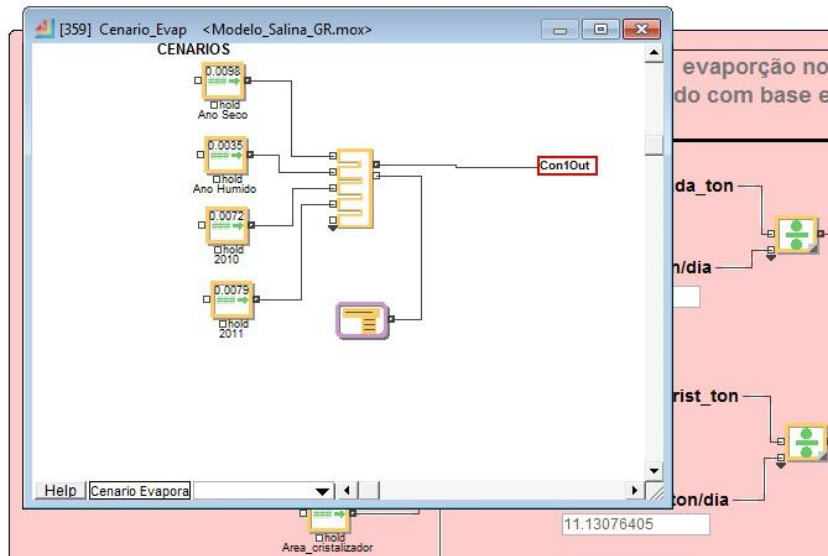 [359] Cenario_Evap <Modelo_Salina_GR.mox>
CENÁRIOS
0.0098
hold
Ano Seco
0.0035
hold
Ano Humido
0.0072
hold
2010
0.0079
hold
2011
Con1Out
Help
Cenario Evapora
evaporção no
do com base e
da_ton
n/dia
rist_ton
ton/dia
11.13076405
hold
Area_cristalizador